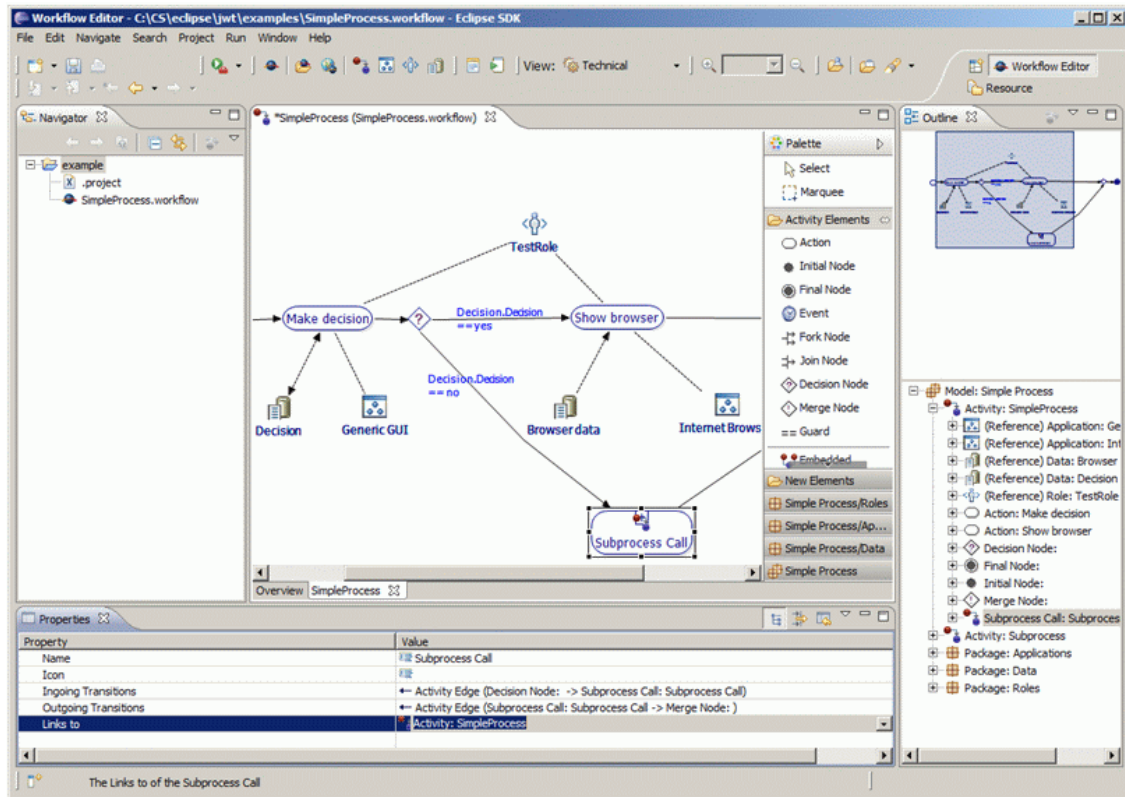 Workflow Editor - C:\CS\eclipse\jwt\examples\SimpleProcess.workflow - Eclipse SDK
File Edit Navigate Search Project Run Window Help
View: Technical
Workflow Editor
Resource
Navigator
example
.project
SimpleProcess.workflow
*SimpleProcess (SimpleProcess.workflow)
TestRole
Make decision
?
Decision.Decision
==yes
Show browser
Decision.Decision
== no
Decision
Generic GUI
Browser data
Internet Brows
Subprocess Call
Overview SimpleProcess
Palette
Select
Marquee
Activity Elements
Action
Initial Node
Final Node
Event
Fork Node
Join Node
Decision Node
Merge Node
== Guard
Embedded
New Elements
Simple Process/Roles
Simple Process/Ap...
Simple Process/Data
Simple Process
Outline
Model: Simple Process
Activity: SimpleProcess
(Reference) Application: Ge
(Reference) Application: Int
(Reference) Data: Browser
(Reference) Data: Decision
(Reference) Role: TestRole
Action: Make decision
Action: Show browser
Decision Node:
Final Node:
Initial Node:
Merge Node:
Subprocess Call: Subproces
Activity: Subprocess
Package: Applications
Package: Data
Package: Roles
Properties
Property Value
Name Subprocess Call
Icon
Ingoing Transitions Activity Edge (Decision Node: -> Subprocess Call: Subprocess Call)
Outgoing Transitions Activity Edge (Subprocess Call: Subprocess Call -> Merge Node: )
Links to Activity: SimpleProcess
The Links to of the Subprocess Call